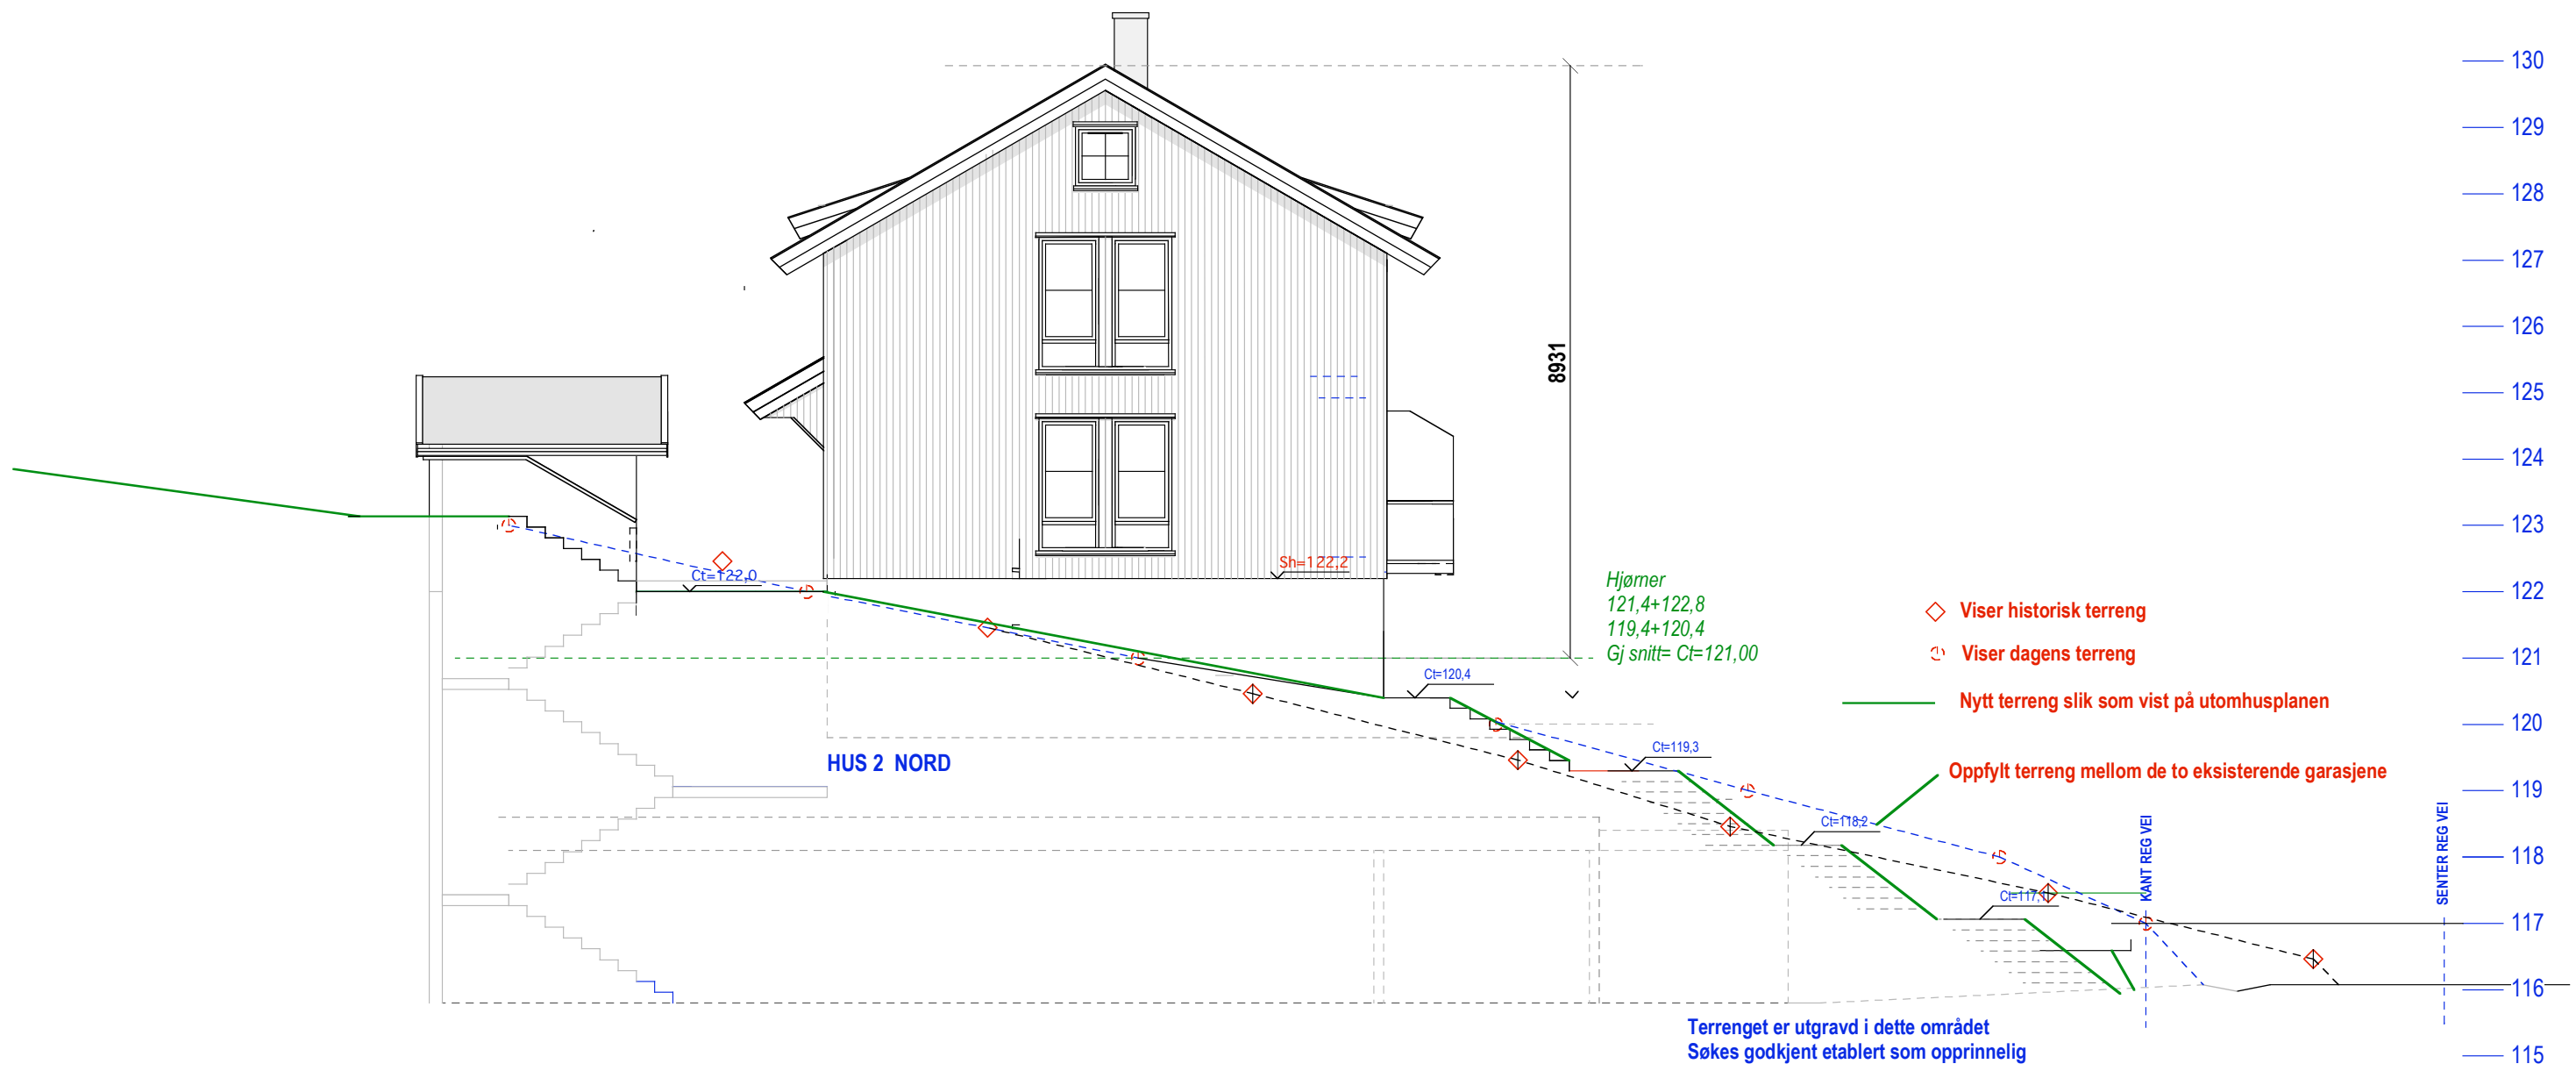 130
129
128
127
126
125
124
123
122
121
120
119
118
117
116
115
8931
Ct=122,0
Sh=122,2
Hjørner
121,4+122,8
119,4+120,4
Gj snitt= Ct=121,00
Viser historisk terreng
Viser dagens terreng
Nytt terreng slik som vist på utomhusplanen
Oppfylt terreng mellom de to eksisterende garasjene
Ct=120,4
Ct=119,3
Ct=118,2
Ct=117,1
HUS 2 NORD
KANT REG VEI
SENTER REG VEI
Terrenget er utgravd i dette området
Søkes godkjent etablert som opprinnelig